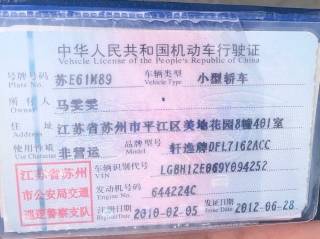 中华人民共和国机动车行驶证
Vehicle License of the People's Republic of China
号牌号码 苏E61M89 车辆类型 小型轿车
Plate No. Vehicle Type
所有人 马雯雯
Owner
住址 江苏省苏州市平江区美地花园8幢401室
Address
使用性质 非营运 品牌型号 轩逸牌DFL7162ACC
Use Character Model
车辆识别代号 LGBH12E069Y094252
VIN
江苏省苏州
市公安局交通
巡逻警察支队
发动机号码 644224C
Engine No.
注册日期 2010-02-05 发证日期 2012-06-28
Register Date Issue Date